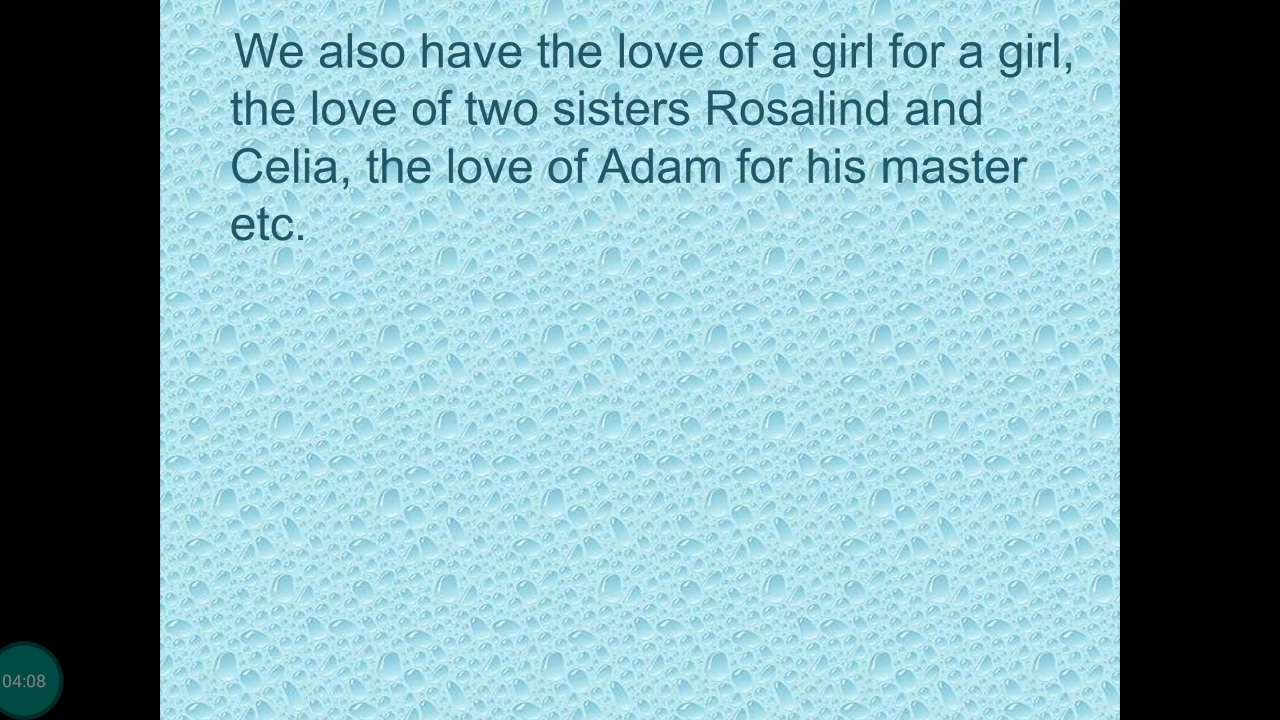 We also have the love of a girl for a girl,
the love of two sisters Rosalind and
Celia, the love of Adam for his master
etc.
04:08